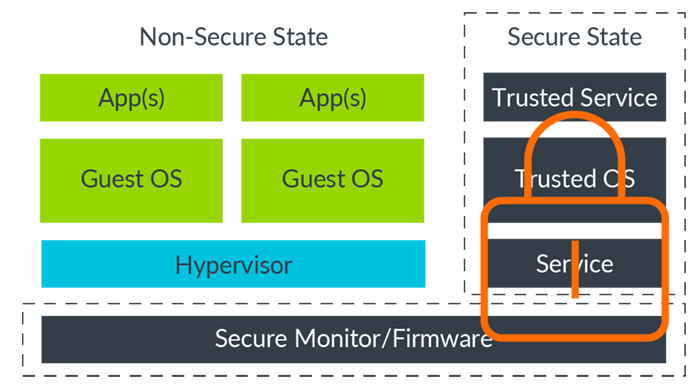 Non-Secure State
Secure State
App(s)
App(s)
Trusted Service
Guest OS
Guest OS
Trusted OS
Hypervisor
Service
Secure Monitor/Firmware